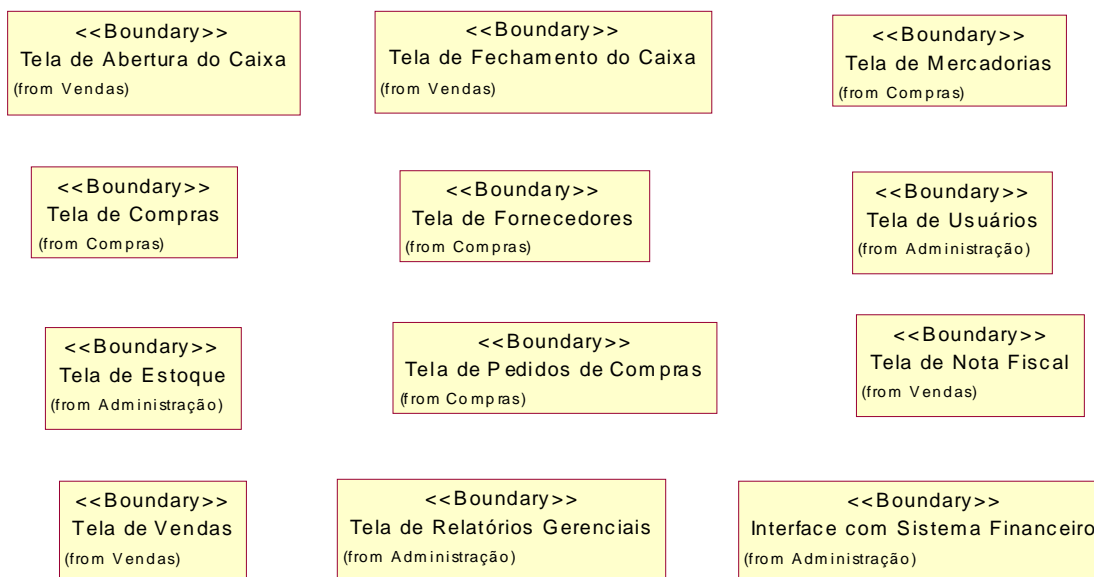 <<Boundary>>
Tela de Abertura do Caixa
(from Vendas)
<<Boundary>>
Tela de Fechamento do Caixa
(from Vendas)
<<Boundary>>
Tela de Mercadorias
(from Compras)
<<Boundary>>
Tela de Compras
(from Compras)
<<Boundary>>
Tela de Fornecedores
(from Compras)
<<Boundary>>
Tela de Usuários
(from Administração)
<<Boundary>>
Tela de Estoque
(from Administração)
<<Boundary>>
Tela de Pedidos de Compras
(from Compras)
<<Boundary>>
Tela de Nota Fiscal
(from Vendas)
<<Boundary>>
Tela de Vendas
(from Vendas)
<<Boundary>>
Tela de Relatórios Gerenciais
(from Administração)
<<Boundary>>
Interface com Sistema Financeiro
(from Administração)